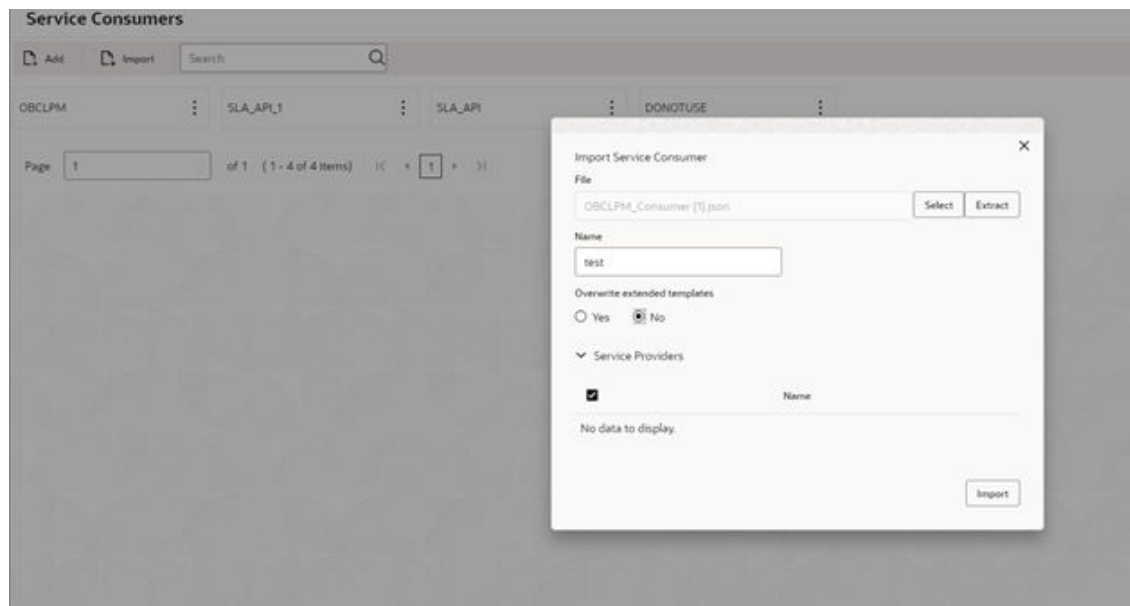 Service Consumers
Add Import Search
OBCLPM SLA_API_1 SLA_API DONOTUSE
Page 1 of 1 (1 - 4 of 4 items) 1
Import Service Consumer
File
OBCLPM_Consumer (1).json Select Extract
Name
test
Overwrite extended templates
Yes No
Service Providers
Name
No data to display.
Import